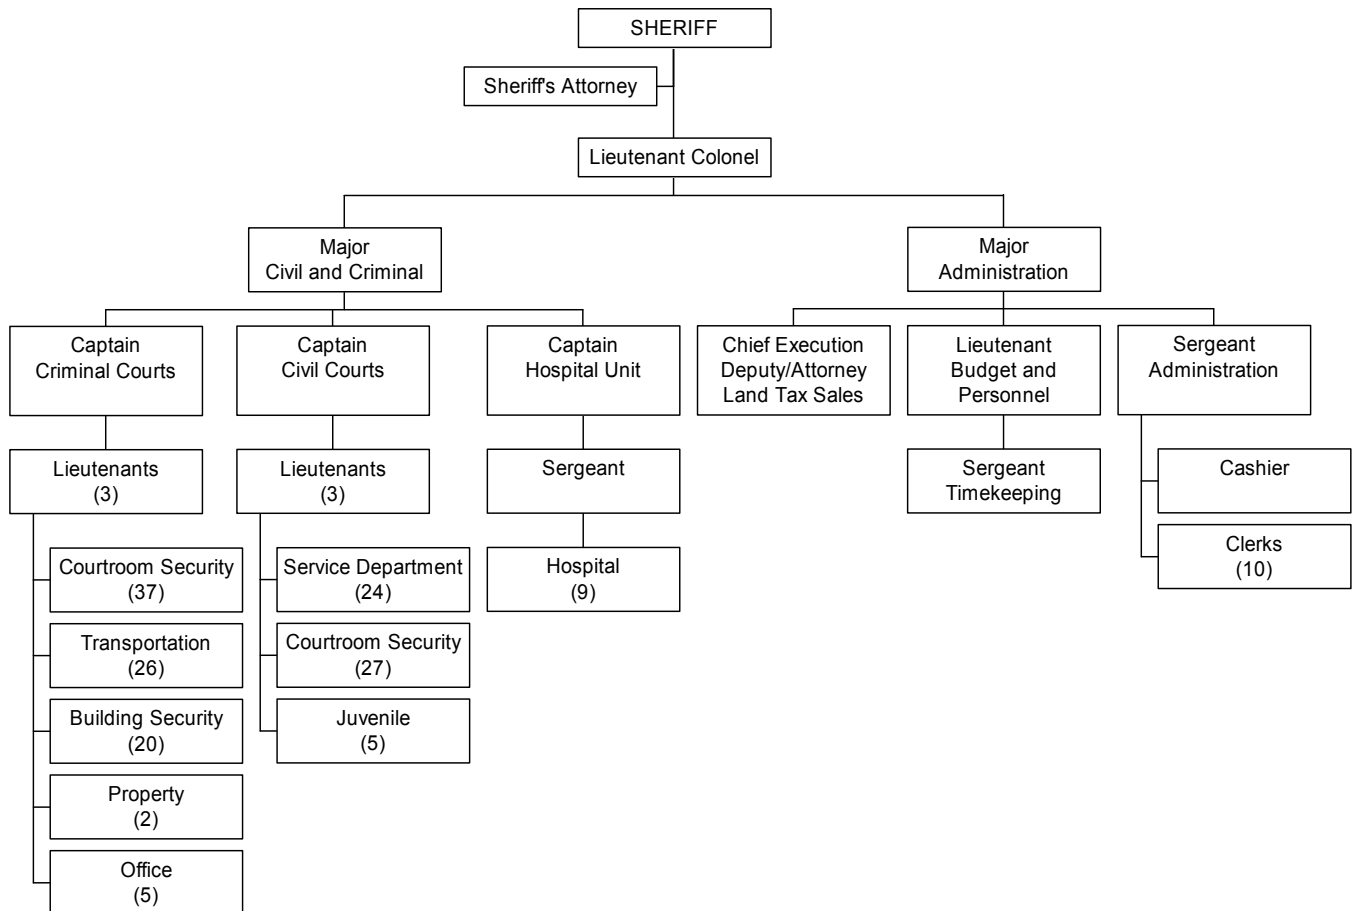 SHERIFF
Sheriff's Attorney
Lieutenant Colonel
Major
Civil and Criminal
Major
Administration
Captain
Criminal Courts
Captain
Civil Courts
Captain
Hospital Unit
Chief Execution
Deputy/Attorney
Land Tax Sales
Lieutenant
Budget and
Personnel
Sergeant
Administration
Lieutenants
(3)
Lieutenants
(3)
Sergeant
Sergeant
Timekeeping
Cashier
Courtroom Security
(37)
Service Department
(24)
Hospital
(9)
Clerks
(10)
Transportation
(26)
Courtroom Security
(27)
Building Security
(20)
Juvenile
(5)
Property
(2)
Office
(5)